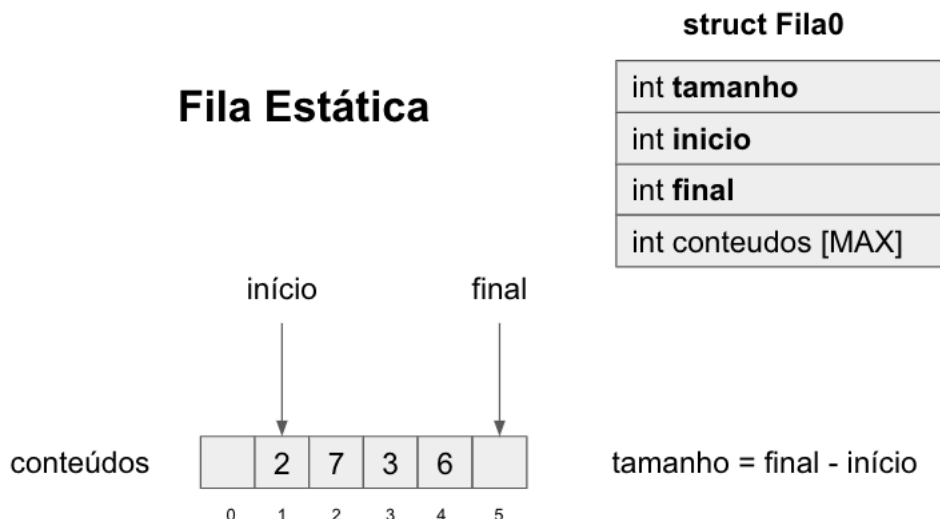 struct Fila0
Fila Estática
int tamanho
int inicio
int final
int conteudos [MAX]
início final
conteúdos 2 7 3 6 tamanho = final - início
0 1 2 3 4 5